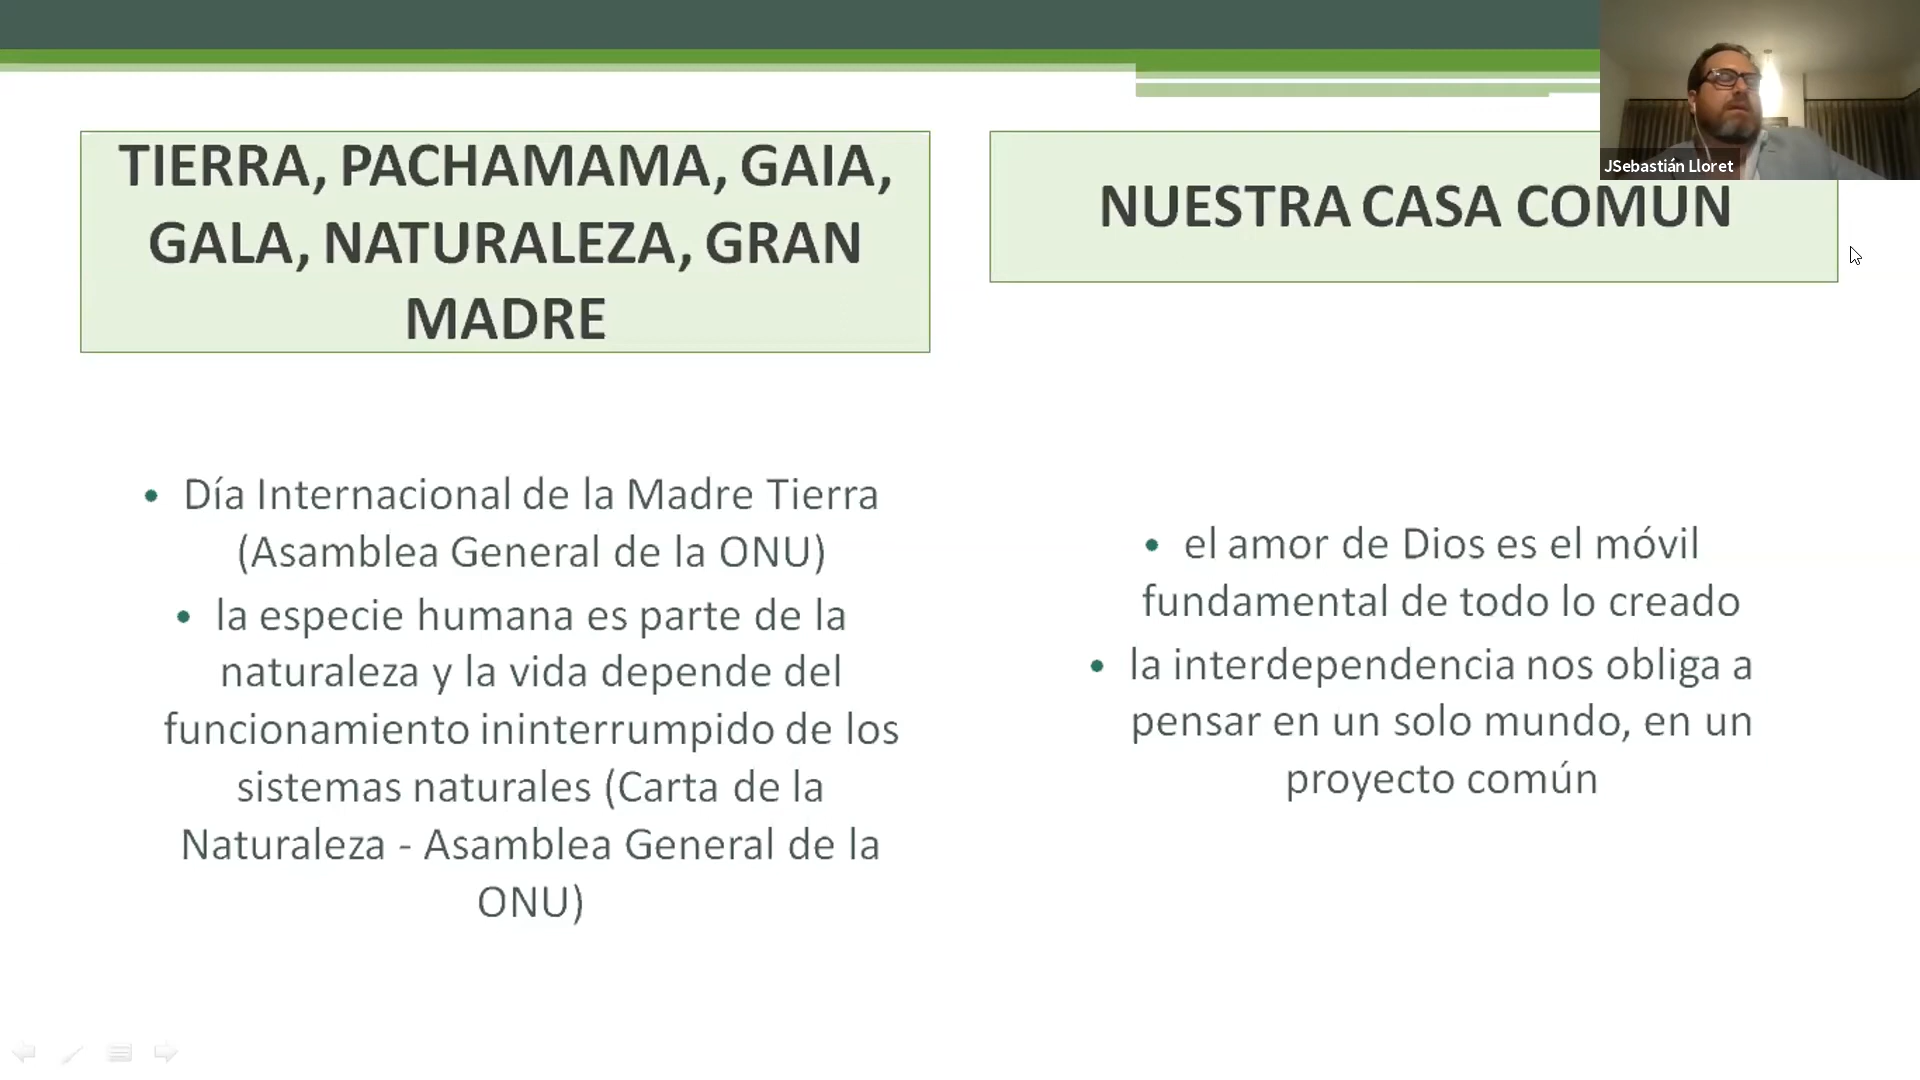 TIERRA, PACHAMAMA, GAIA,
GALA, NATURALEZA, GRAN
MADRE
Día Internacional de la Madre Tierra
(Asamblea General de la ONU)
la especie humana es parte de la
naturaleza y la vida depende del
funcionamiento ininterrumpido de los
sistemas naturales (Carta de la
Naturaleza - Asamblea General de la
ONU)
JSebastián Lloret
NUESTRA CASA COMUN
el amor de Dios es el móvil
fundamental de todo lo creado
la interdependencia nos obliga a
pensar en un solo mundo, en un
proyecto común